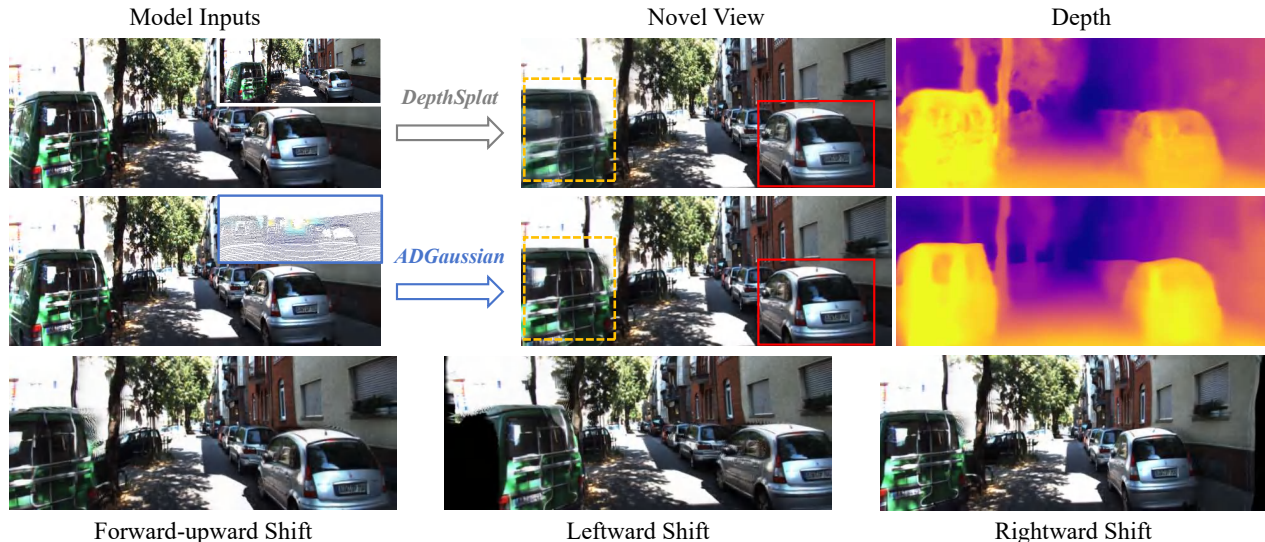 Model Inputs
Novel View
Depth
DepthSplat
ADGaussian
Forward-upward Shift
Leftward Shift
Rightward Shift